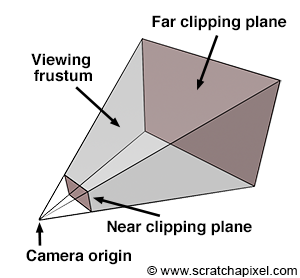 Far clipping plane
Viewing
frustum
Near clipping plane
Camera origin
© www.scratchapixel.com